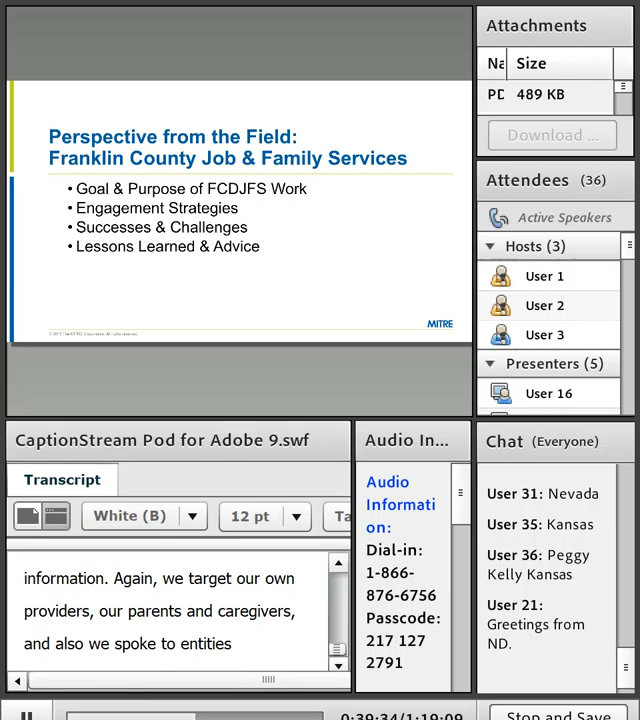 Attachments
Na Size
PD 489 KB
Download ...
Perspective from the Field:
Franklin County Job & Family Services
• Goal & Purpose of FCDJFS Work
• Engagement Strategies
• Successes & Challenges
• Lessons Learned & Advice
MITRE
Attendees (36)
Active Speakers
Hosts (3)
User 1
User 2
User 3
Presenters (5)
User 16
CaptionStream Pod for Adobe 9.swf
Transcript
White (B) 12 pt Ta
information. Again, we target our own
providers, our parents and caregivers,
and also we spoke to entities
Audio In...
Audio
Informati
on:
Dial-in:
1-866-
876-6756
Passcode:
217 127
2791
Chat (Everyone)
User 31: Nevada
User 35: Kansas
User 36: Peggy
Kelly Kansas
User 21:
Greetings from
ND.
0:39:34/1:19:09
Stop and Save